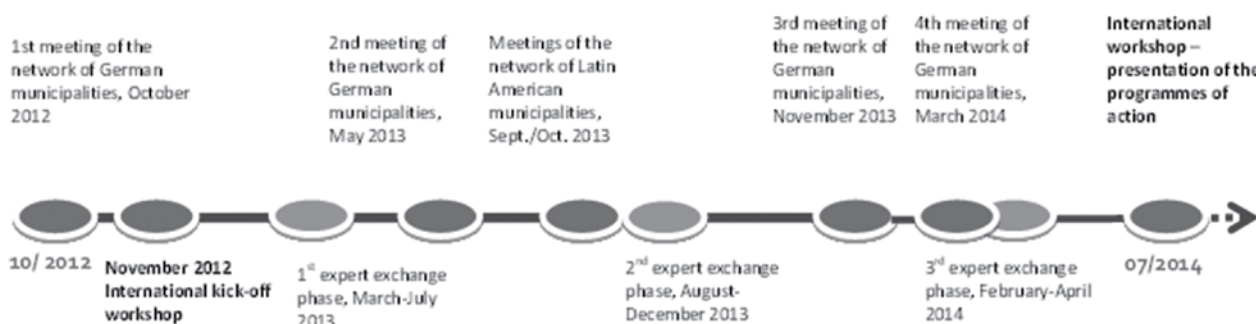 1st meeting of the
network of German
municipalities, October
2012
2nd meeting of
the network of
German
municipalities,
May 2013
Meetings of the
network of Latin
American
municipalities,
Sept./Oct. 2013
3rd meeting of
the network of
German
municipalities,
November 2013
4th meeting of
the network of
German
municipalities,
March 2014
International
workshop –
presentation of the
programmes of
action
10/ 2012
November 2012
International kick-off
workshop
1st expert exchange
phase, March-July
2013
2nd expert exchange
phase, August-
December 2013
3rd expert exchange
phase, February-April
2014
07/2014